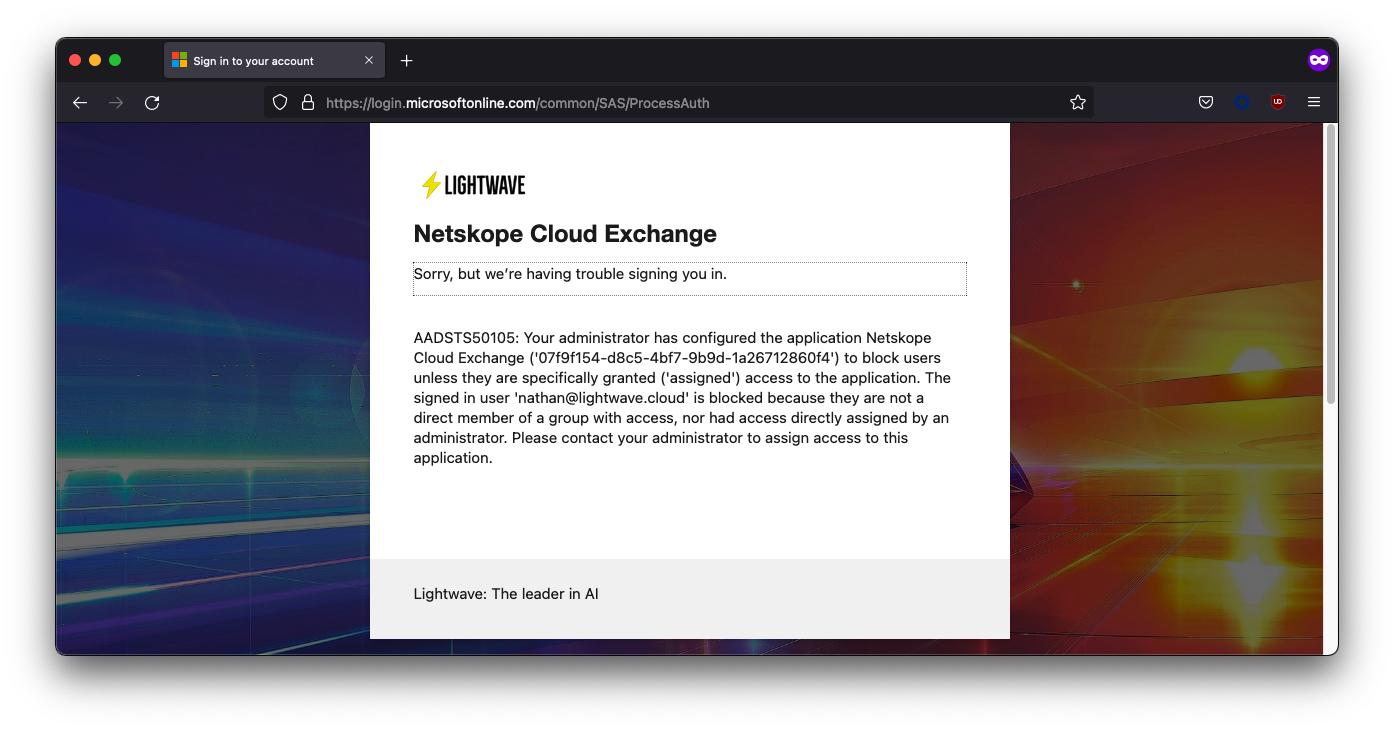 Sign in to your account
https://login.microsoftonline.com/common/SAS/ProcessAuth
UD
LIGHTWAVE
Netskope Cloud Exchange
Sorry, but we’re having trouble signing you in.
AADSTS50105: Your administrator has configured the application Netskope
Cloud Exchange ('07f9f154-d8c5-4bf7-9b9d-1a26712860f4') to block users
unless they are specifically granted ('assigned') access to the application. The
signed in user 'nathan@lightwave.cloud' is blocked because they are not a
direct member of a group with access, nor had access directly assigned by an
administrator. Please contact your administrator to assign access to this
application.
Lightwave: The leader in AI